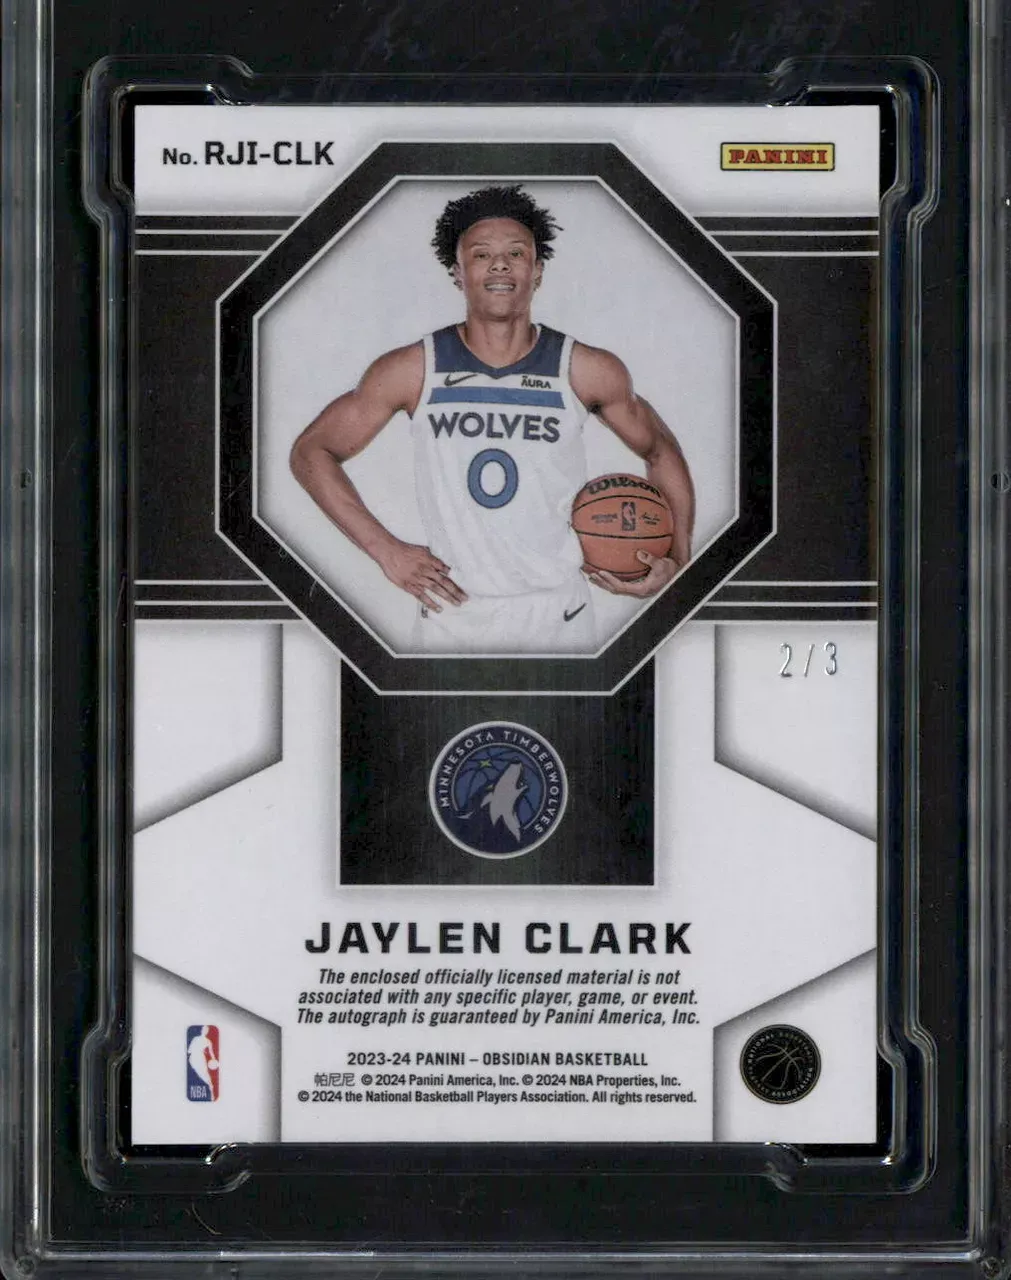 No. RJI-CLK
PANINI
AURA
WOLVES
0
Wilson
2/3
MINNESOTA TIMBERWOLVES
JAYLEN CLARK
The enclosed officially licensed material is not
associated with any specific player, game, or event.
The autograph is guaranteed by Panini America, Inc.
2023-24 PANINI – OBSIDIAN BASKETBALL
帕尼尼 © 2024 Panini America, Inc. © 2024 NBA Properties, Inc.
© 2024 the National Basketball Players Association. All rights reserved.
NBA